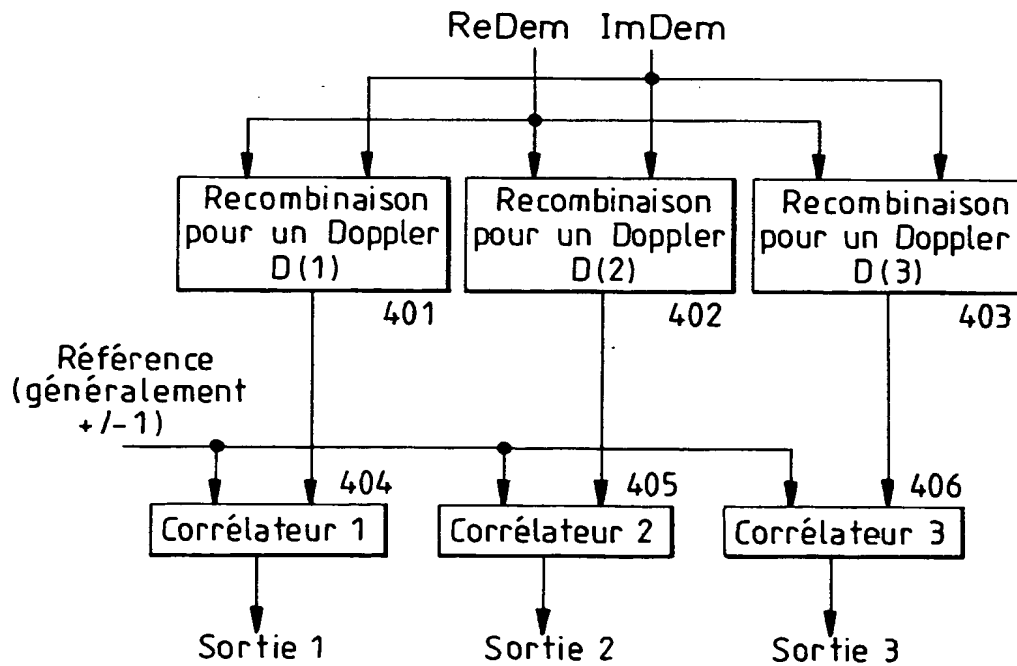 ReDem ImDem
Recombinaison
pour un Doppler
D(1)
401
Recombinaison
pour un Doppler
D(2)
402
Recombinaison
pour un Doppler
D(3)
403
Référence
(généralement
+/-1)
404
Corrélateur 1
405
Corrélateur 2
406
Corrélateur 3
Sortie 1
Sortie 2
Sortie 3